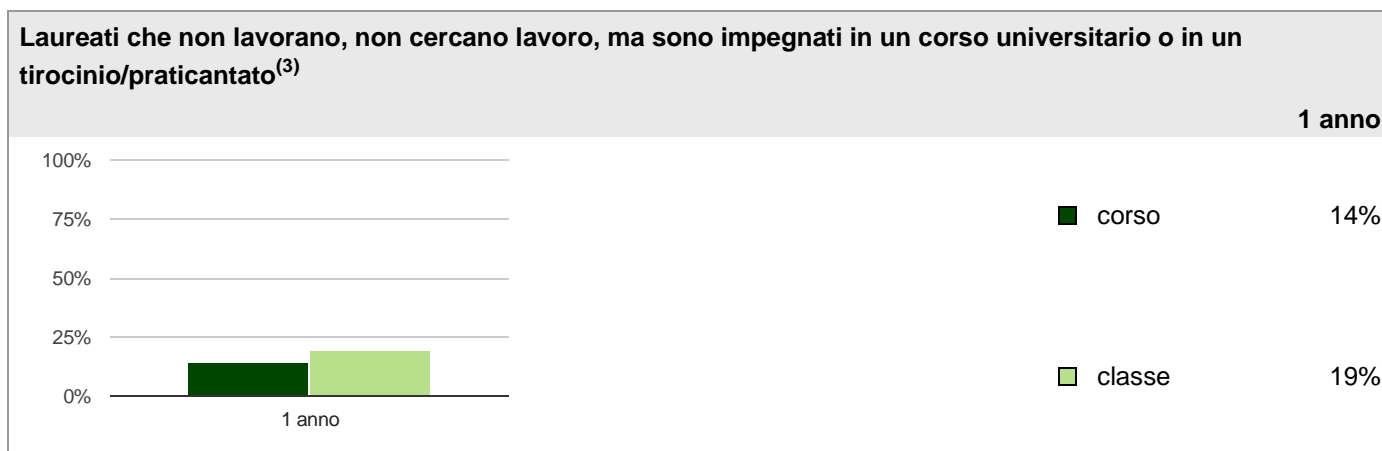 Laureati che non lavorano, non cercano lavoro, ma sono impegnati in un corso universitario o in un
tirocinio/praticantato(3)
1 anno
100%
75%
50%
25%
0%
1 anno
corso 14%
classe 19%